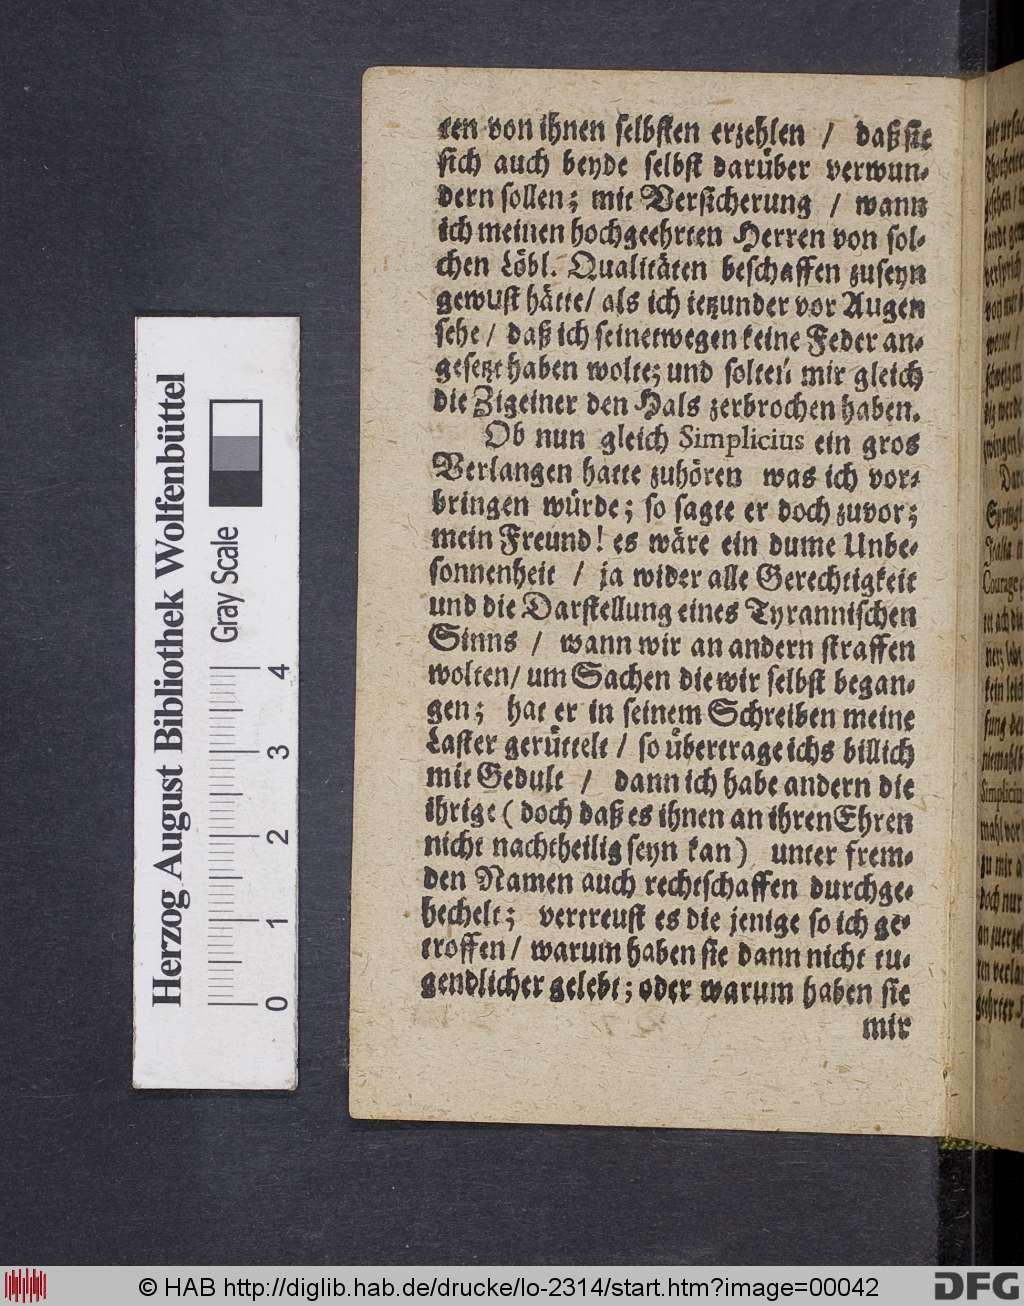 ten von ihnen selbsten erzehlen / daß sie
sich auch beyde selbst darüber verwun-
dern sollen; mit Versicherung / wann
ich meinen hochgeehrten Herren von sol-
chen Löbl. Qualitäten beschaffen zuseyn
gewust hätte / als ich ietzunder vor Augen
sehe / daß ich seinetwegen keine Feder an-
gesetzt haben wolte; und solten mir gleich
die Zigeiner den Hals zerbrochen haben.
Ob nun gleich Simplicius ein gros
Verlangen hatte zuhören was ich vor-
bringen würde; so sagte er doch zuvor;
mein Freund! es wäre ein dume Unbe-
sonnenheit / ja wider alle Gerechtigkeit
und die Darstellung eines Tyrannischen
Sinns / wann wir an andern straffen
wolten / um Sachen die wir selbst began-
gen; hat er in seinem Schreiben meine
Laster gerüttelt / so übertrage ichs billich
mit Gedult / dann ich habe andern die
ihrige (doch daß es ihnen an ihren Ehren
nicht nachtheilig seyn kan) unter frem-
den Namen auch rechtschaffen durchge-
hechelt; vertreust es die jenige so ich ge-
troffen / warum haben sie dann nicht tu-
gendlicher gelebt; oder warum haben sie
mir
Herzog August Bibliothek Wolfenbüttel
Gray Scale
0 1 2 3 4
© HAB http://diglib.hab.de/drucke/lo-2314/start.htm?image=00042
DFG